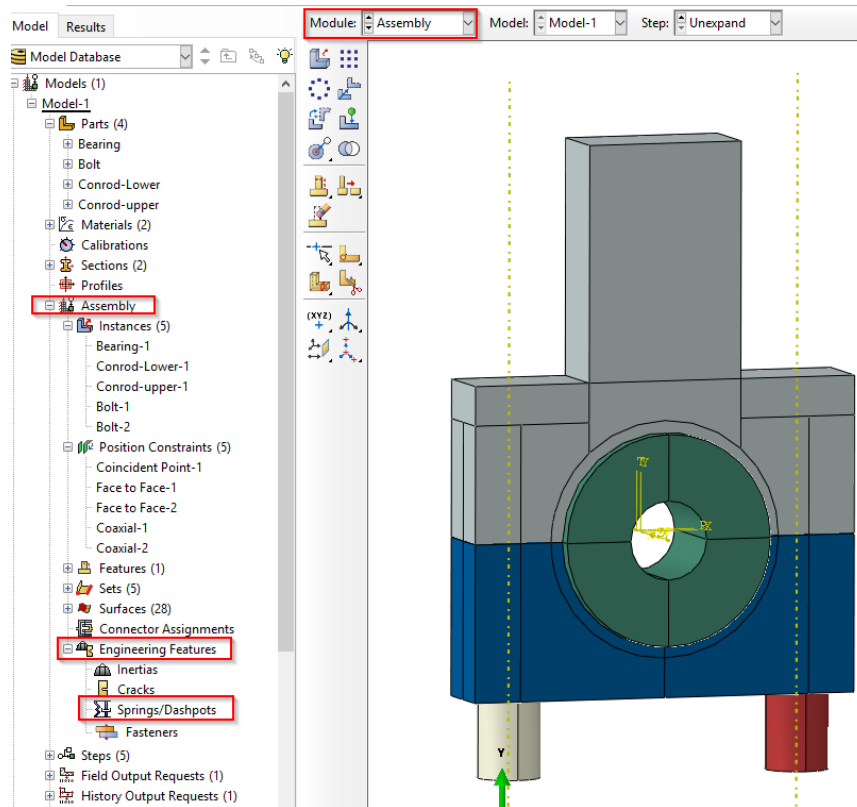 Model Results
Module: Assembly Model: Model-1 Step: Unexpand
Model Database
Models (1)
Model-1
Parts (4)
Bearing
Bolt
Conrod-Lower
Conrod-upper
Materials (2)
Calibrations
Sections (2)
Profiles
Assembly
Instances (5)
Bearing-1
Conrod-Lower-1
Conrod-upper-1
Bolt-1
Bolt-2
Position Constraints (5)
Coincident Point-1
Face to Face-1
Face to Face-2
Coaxial-1
Coaxial-2
Features (1)
Sets (5)
Surfaces (28)
Connector Assignments
Engineering Features
Inertias
Cracks
Springs/Dashpots
Fasteners
Steps (5)
Field Output Requests (1)
History Output Requests (1)
(XYZ)
Y